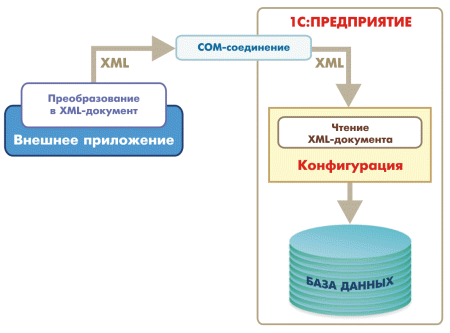 1С:ПРЕДПРИЯТИЕ
COM-соединение
XML
XML
Преобразование
в XML-документ
Внешнее приложение
Чтение
XML-документа
Конфигурация
БАЗА ДАННЫХ